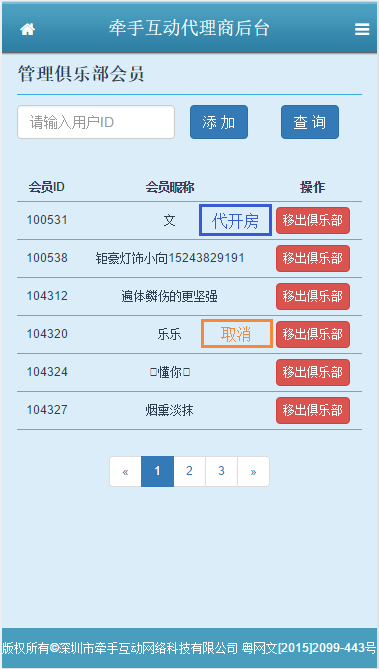 牵手互动代理商后台
管理俱乐部会员
请输入用户ID 添加 查询
会员ID 会员昵称 操作
100531 文 代开房 移出俱乐部
100538 钜豪灯饰小向15243829191 移出俱乐部
104312 遍体鳞伤的更坚强 移出俱乐部
104320 乐乐 取消 移出俱乐部
104324 懂你 移出俱乐部
104327 烟熏淡抹 移出俱乐部
« 1 2 3 »
版权所有©深圳市牵手互动网络科技有限公司 粤网文[2015]2099-443号